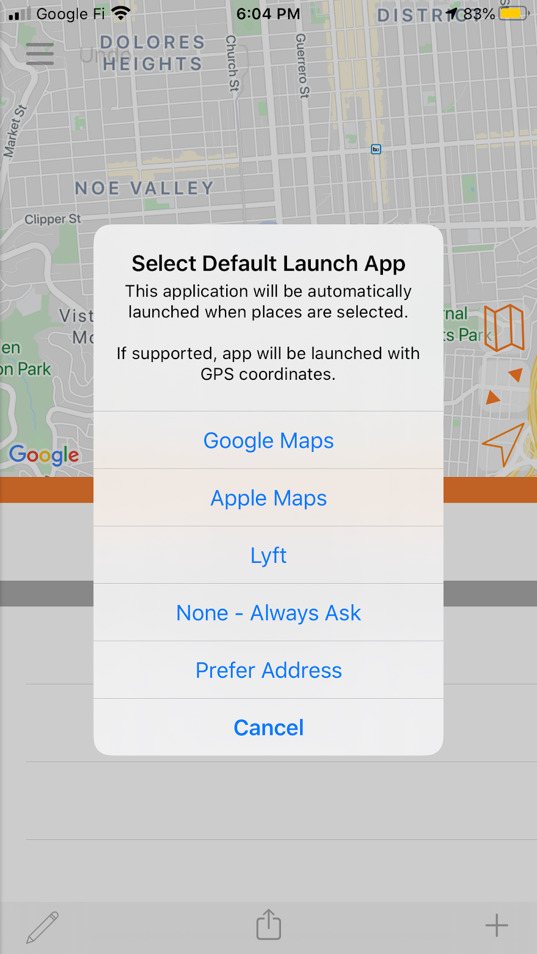 Google Fi
6:04 PM
83%
DISTRIC
Undo
DOLORES
HEIGHTS
Church St
Guerrero St
Market St
NOE VALLEY
Clipper St
Select Default Launch App
This application will be automatically
launched when places are selected.
If supported, app will be launched with
GPS coordinates.
Vist
Mo
rnal
ts Park
en
on Park
Google
Google Maps
Apple Maps
Lyft
None - Always Ask
Prefer Address
Cancel